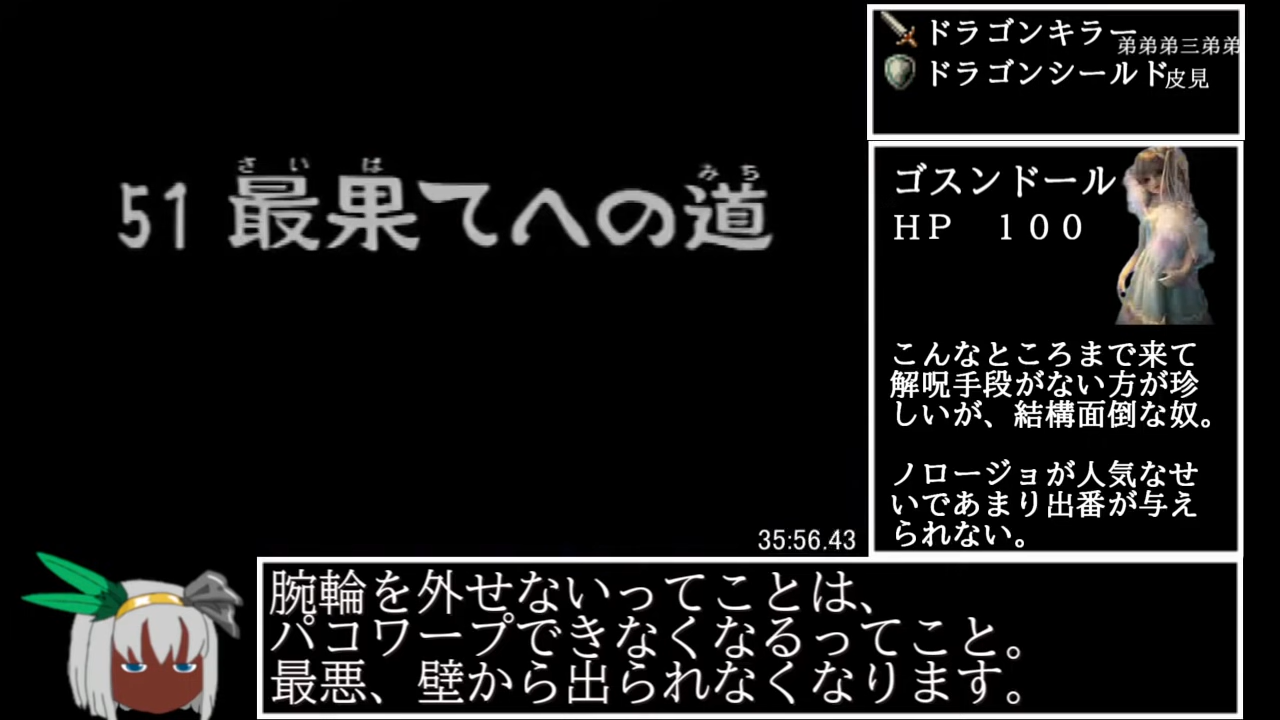 ドラゴンキラー
弟弟弟三弟弟
ドラゴンシールド皮見
さいは みち
51 最果てへの道
ゴスンドール
HP 100
こんなところまで来て
解呪手段がない方が珍
しいが、結構面倒な奴。
ノロージョが人気なせ
いであまり出番が与え
られない。
35:56.43
腕輪を外せないってことは、
パコワープできなくなるってこと。
最悪、壁から出られなくなります。